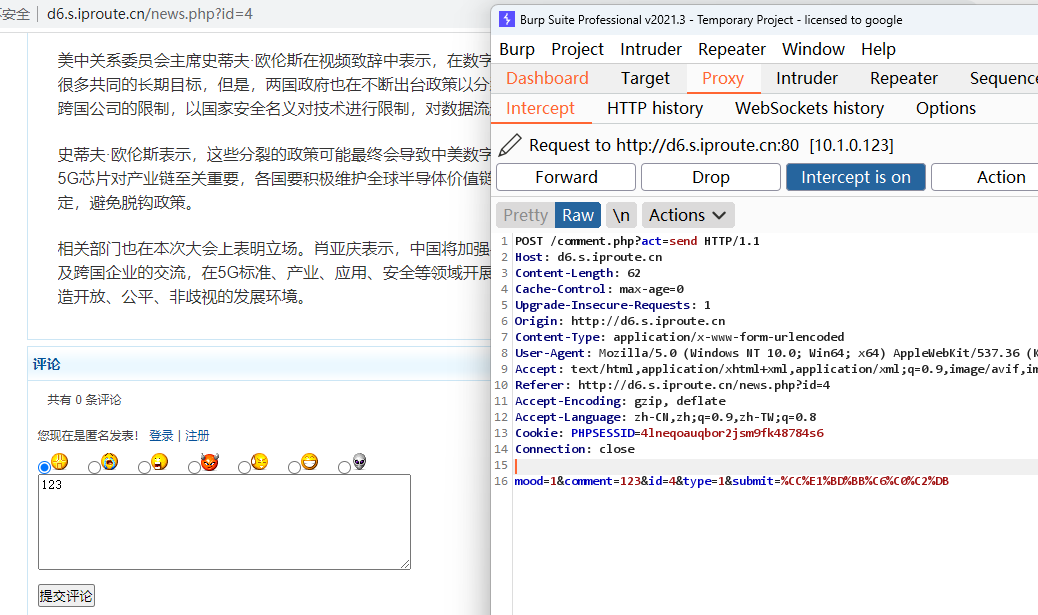 不安全 d6.s.iproute.cn/news.php?id=4
美中关系委员会主席史蒂夫·欧伦斯在视频致辞中表示，在数字
很多共同的长期目标，但是，两国政府也在不断出台政策以分
跨国公司的限制，以国家安全名义对技术进行限制，对数据流
史蒂夫·欧伦斯表示，这些分裂的政策可能最终会导致中美数字
5G芯片对产业链至关重要，各国要积极维护全球半导体价值链
定，避免脱钩政策。
相关部门也在本次大会上表明立场。肖亚庆表示，中国将加强
及跨国企业的交流，在5G标准、产业、应用、安全等领域开展
造开放、公平、非歧视的发展环境。
评论
共有 0 条评论
您现在是匿名发表! 登录 | 注册
123
提交评论
Burp Suite Professional v2021.3 - Temporary Project - licensed to google
Burp Project Intruder Repeater Window Help
Dashboard Target Proxy Intruder Repeater Sequence
Intercept HTTP history WebSockets history Options
Request to http://d6.s.iproute.cn:80 [10.1.0.123]
Forward Drop Intercept is on Action
Pretty Raw \n Actions
1 POST /comment.php?act=send HTTP/1.1
2 Host: d6.s.iproute.cn
3 Content-Length: 62
4 Cache-Control: max-age=0
5 Upgrade-Insecure-Requests: 1
6 Origin: http://d6.s.iproute.cn
7 Content-Type: application/x-www-form-urlencoded
8 User-Agent: Mozilla/5.0 (Windows NT 10.0; Win64; x64) AppleWebKit/537.36 (K
9 Accept: text/html,application/xhtml+xml,application/xml;q=0.9,image/avif,im
10 Referer: http://d6.s.iproute.cn/news.php?id=4
11 Accept-Encoding: gzip, deflate
12 Accept-Language: zh-CN,zh;q=0.9,zh-TW;q=0.8
13 Cookie: PHPSESSID=4lneqoauqbor2jsm9fk48784s6
14 Connection: close
15
16 mood=1&comment=123&id=4&type=1&submit=%CC%E1%BD%BB%C6%C0%C2%DB